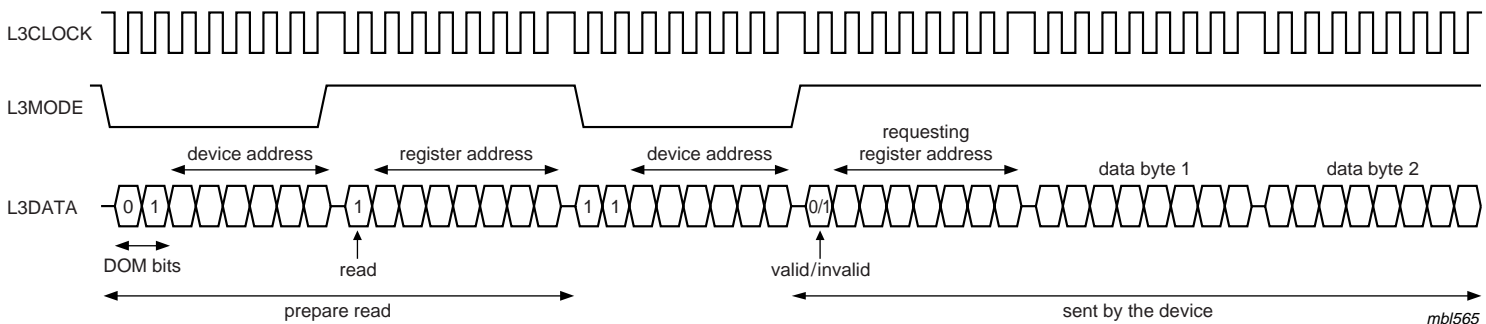 L3CLOCK
L3MODE
requesting
device address
register address
device address
register address
data byte 1
data byte 2
L3DATA
0 1
1
1 1
0/1
DOM bits
read
valid/invalid
prepare read
sent by the device
mbl565